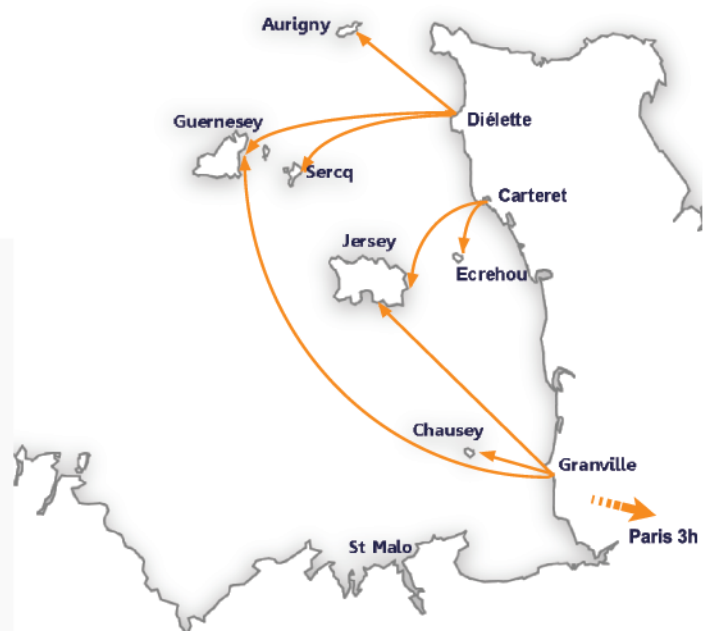 Aurigny
Guernesey
Diélette
Sercq
Carteret
Jersey
Ecrehou
Chausey
Granville
Paris 3h
St Malo